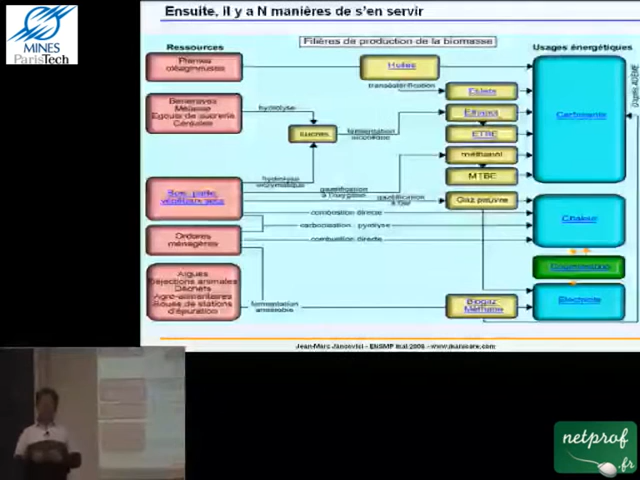 Ensuite, il y a N manières de s'en servir
MINES
ParisTech
Ressources
Filières de production de la biomasse
Usages énergétiques
Plantes
oléagineuses
Huiles
transestérification
Esters
Carburants
Betteraves
Mélasse
Egouts de sucrerie
Céréales
hydrolyse
sucres
fermentation
Ethanol
ETBE
méthanol
MTBE
hydrolyse
enzymatique
Bois, paille,
végétaux secs
gazéification
à l'oxygène
gazéification
à l'air
Gaz pauvre
combustion directe
carbonisation - pyrolyse
Chaleur
Ordures
ménagères
combustion directe
Cogénération
Algues
Déjections animales
Déchets
Agro-alimentaires
Boues de stations
d'épuration
fermentation
anaérobie
Biogaz
Méthane
Electricité
D'après ADEME
Jean-Marc Jancovici - ENSMP mai 2008 - www.manicore.com
netprof
.fr